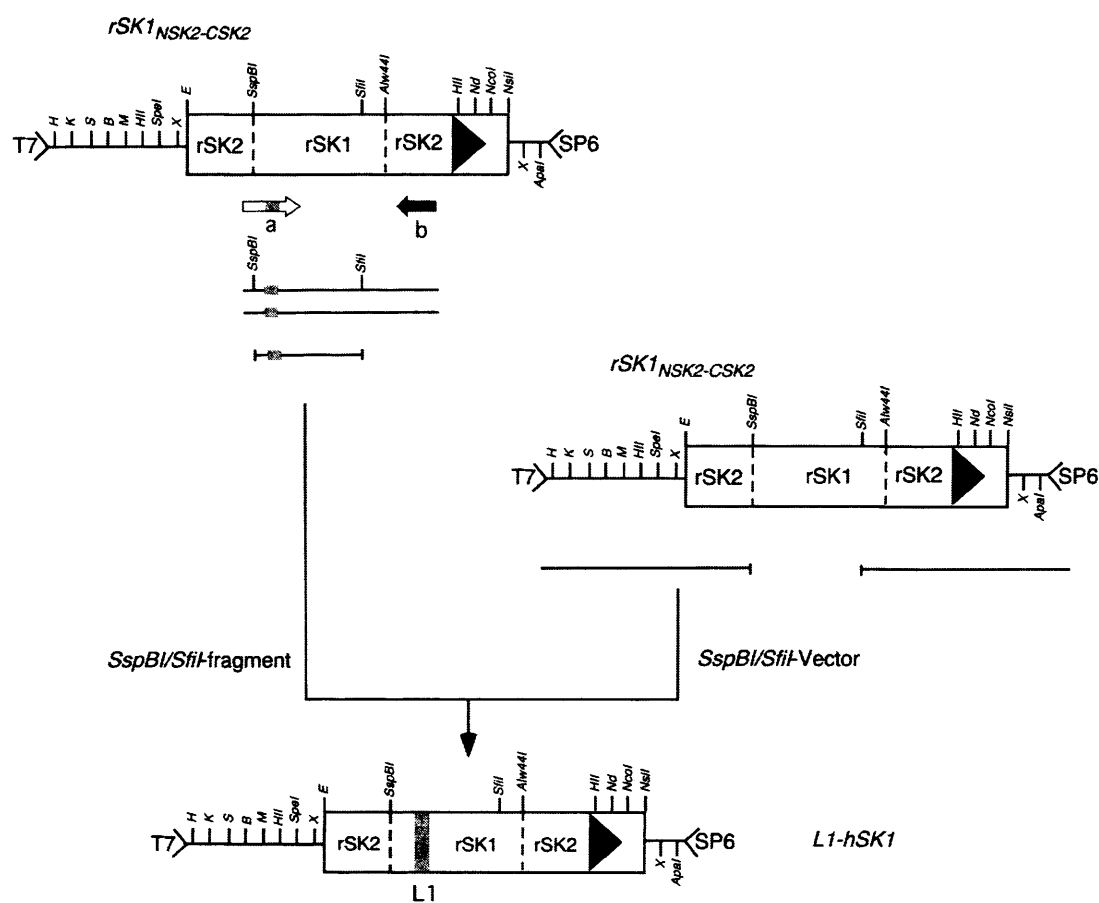 rSK1NSK2-CSK2
T7 H K S B M HII SpeI X E SspBI SfiI Alw44I HII Nd NcoI NsiI X ApaI SP6
rSK2 rSK1 rSK2
a b
SspBI SfiI
rSK1NSK2-CSK2
T7 H K S B M HII SpeI X E SspBI SfiI Alw44I HII Nd NcoI NsiI X ApaI SP6
rSK2 rSK1 rSK2
SspBI/SfiI-fragment
SspBI/SfiI-Vector
T7 H K S B M HII SpeI X E SspBI SfiI Alw44I HII Nd NcoI NsiI X ApaI SP6
rSK2 rSK1 rSK2
L1-hSK1
L1